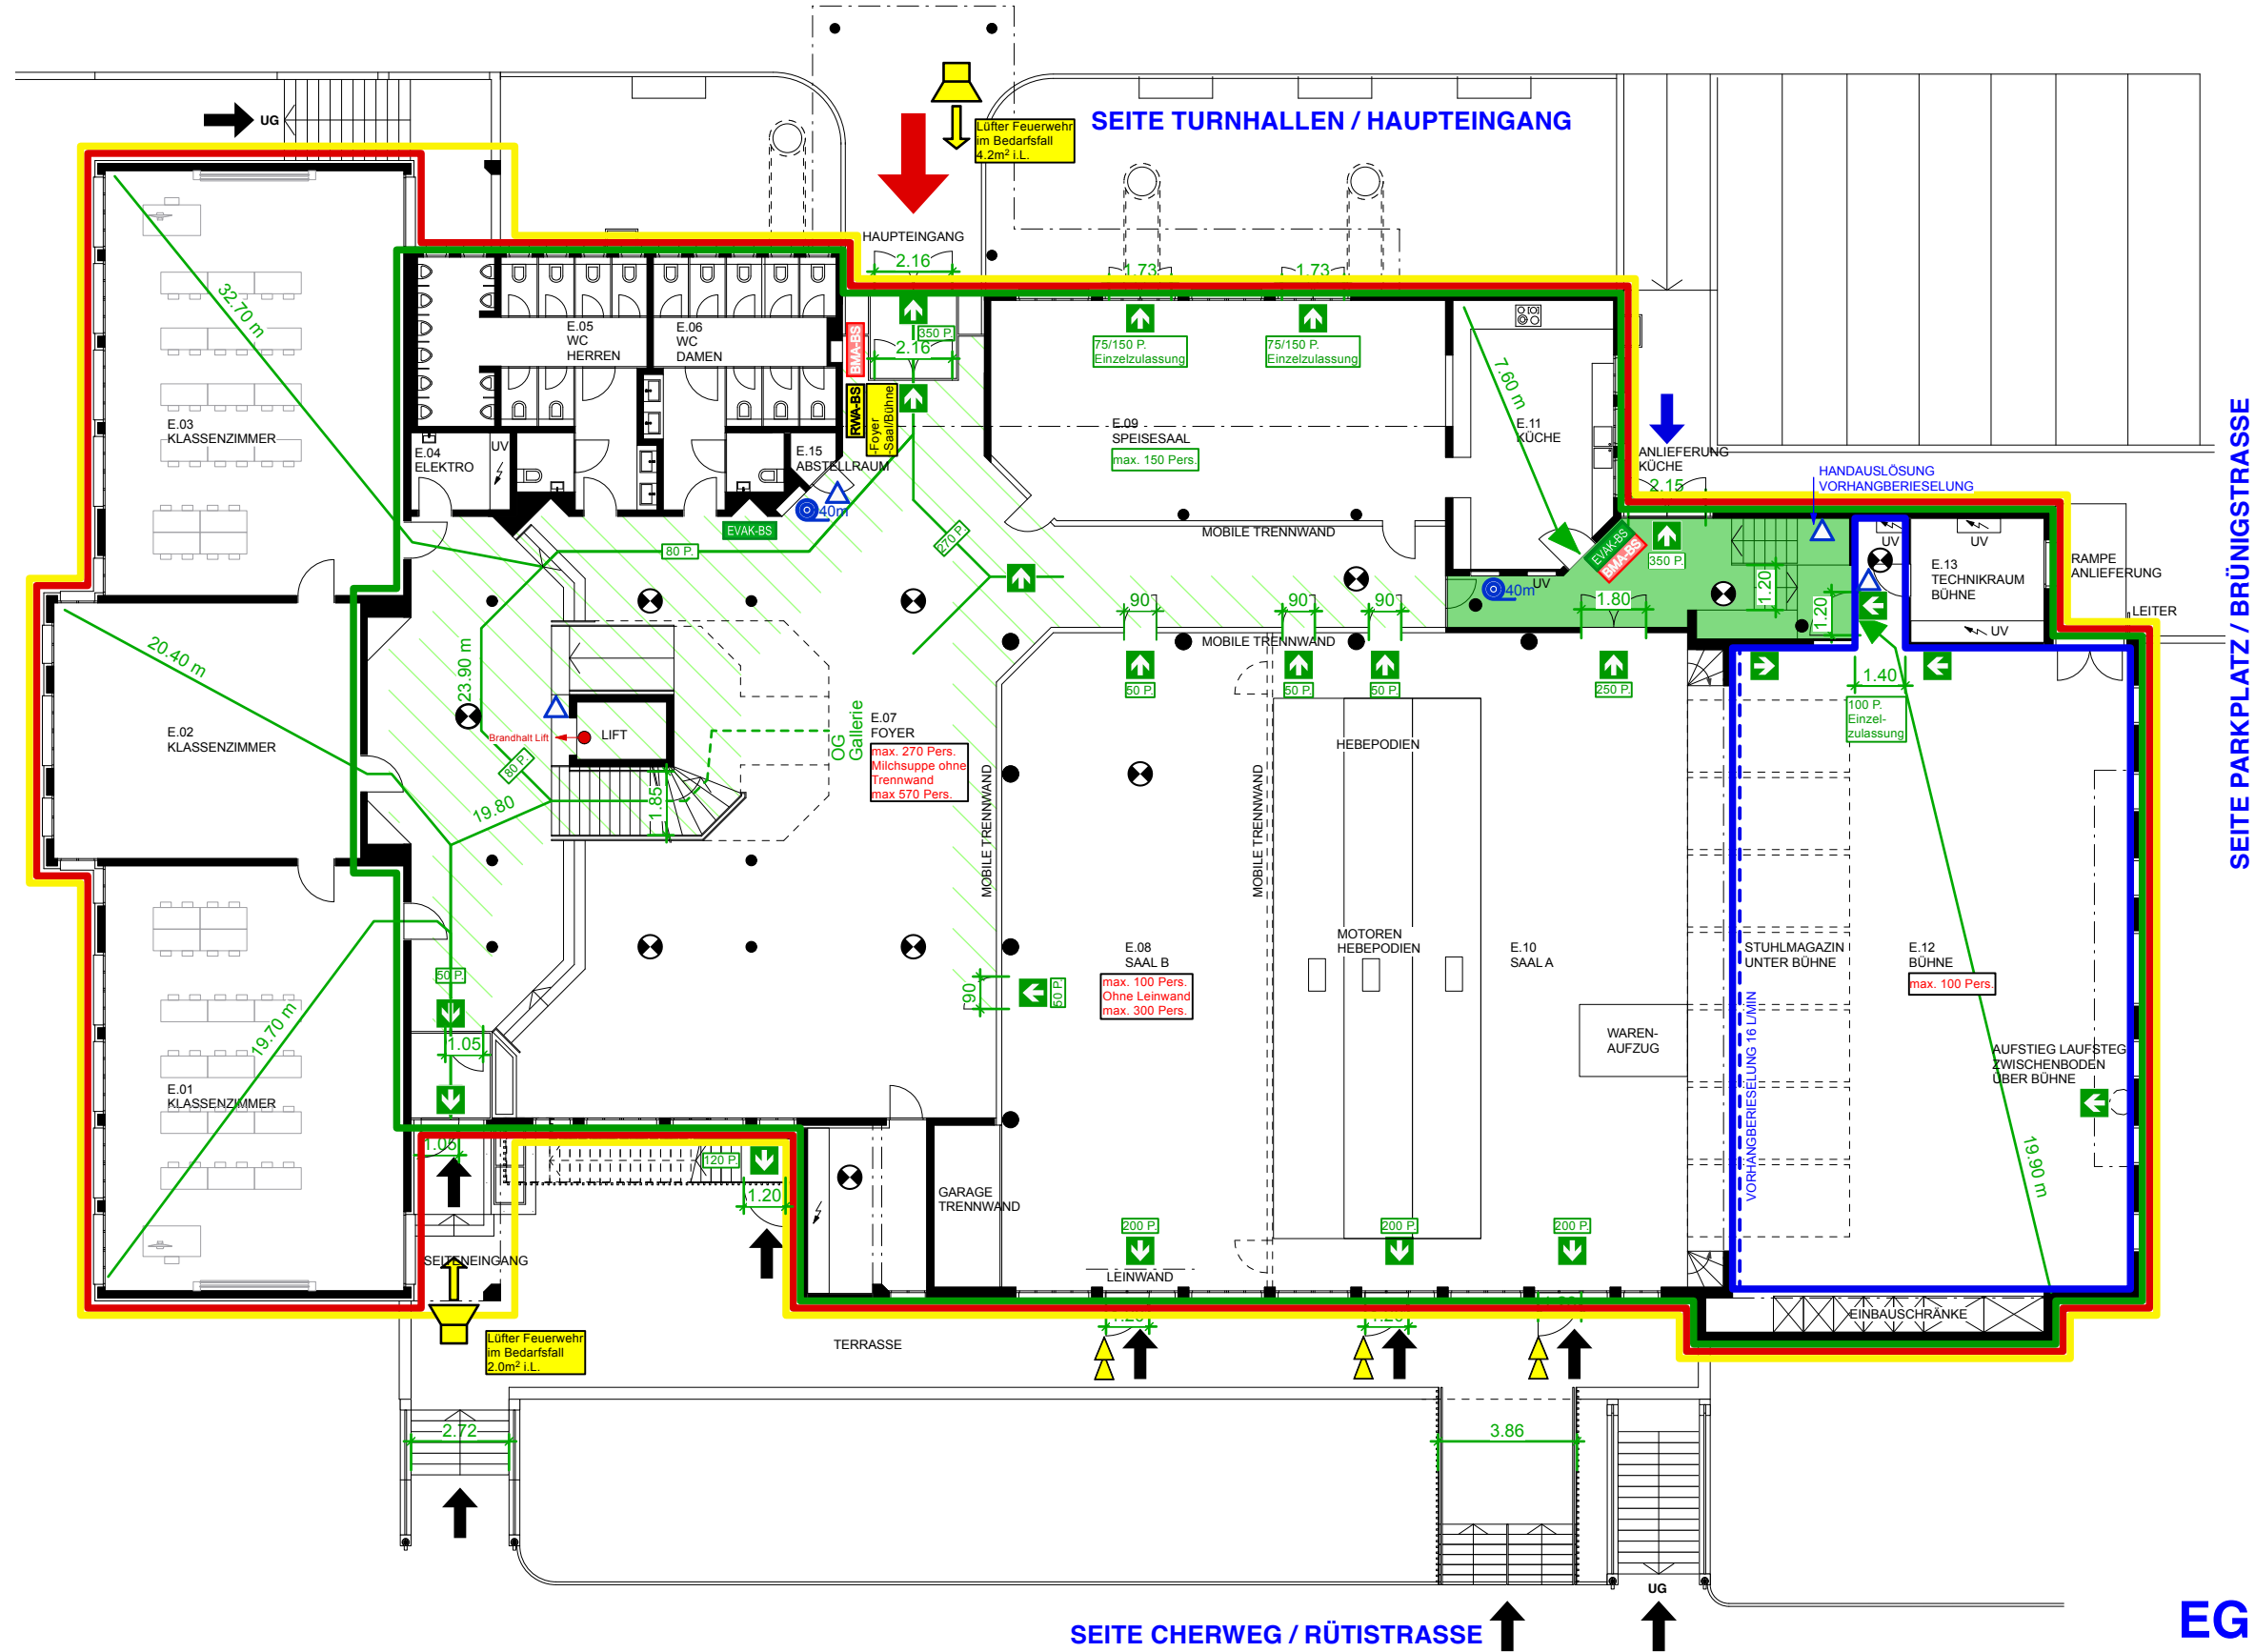 UG
Lüfter Feuerwehr
im Bedarfsfall
4.2m² i.L.
SEITE TURNHALLEN / HAUPTEINGANG
HAUPTEINGANG
2.16
1.73
1.73
350 P.
2.16
BMA-BS
RWA-BS
-Foyer
-Saal/Bühne
75/150 P.
Einzelzulassung
75/150 P.
Einzelzulassung
32.70 m
E.03
KLASSENZIMMER
E.04
ELEKTRO
UV
E.05
WC
HERREN
E.06
WC
DAMEN
E.15
ABSTELLRAUM
40m
EVAK-BS
80 P.
270 P.
E.09
SPEISESAAL
max. 150 Pers.
MOBILE TRENNWAND
7.60 m
E.11
KÜCHE
ANLIEFERUNG
KÜCHE
2.15
HANDAUSLÖSUNG
VORHANGBERIESELUNG
EVAK-BS
BMA-BS
350 P.
40m
UV
1.80
1.20
1.20
UV
UV
E.13
TECHNIKRAUM
BÜHNE
UV
RAMPE
ANLIEFERUNG
LEITER
SEITE PARKPLATZ / BRÜNIGSTRASSE
90
90
90
MOBILE TRENNWAND
50 P.
50 P.
50 P.
250 P.
1.40
100 P.
Einzel-
zulassung
20.40 m
E.02
KLASSENZIMMER
23.90 m
Brandhalt Lift
LIFT
80 P.
19.80
1.85
OG
Gallerie
E.07
FOYER
max. 270 Pers.
Milchsuppe ohne
Trennwand
max 570 Pers.
MOBILE TRENNWAND
MOBILE TRENNWAND
HEBEPODIEN
MOTOREN
HEBEPODIEN
E.08
SAAL B
max. 100 Pers.
Ohne Leinwand
max. 300 Pers.
90
50 P.
E.10
SAAL A
WAREN-
AUFZUG
STUHLMAGAZIN
UNTER BÜHNE
VORHANGBERIESELUNG 16 L/MIN
E.12
BÜHNE
max. 100 Pers.
AUFSTIEG LAUFSTEG
ZWISCHENBODEN
ÜBER BÜHNE
19.90 m
19.70 m
E.01
KLASSENZIMMER
50 P.
1.05
1.05
120 P.
1.20
GARAGE
TRENNWAND
200 P.
200 P.
200 P.
LEINWAND
EINBAUSCHRÄNKE
SEITENEINGANG
Lüfter Feuerwehr
im Bedarfsfall
2.0m² i.L.
TERRASSE
2.72
3.86
UG
SEITE CHERWEG / RÜTISTRASSE
EG